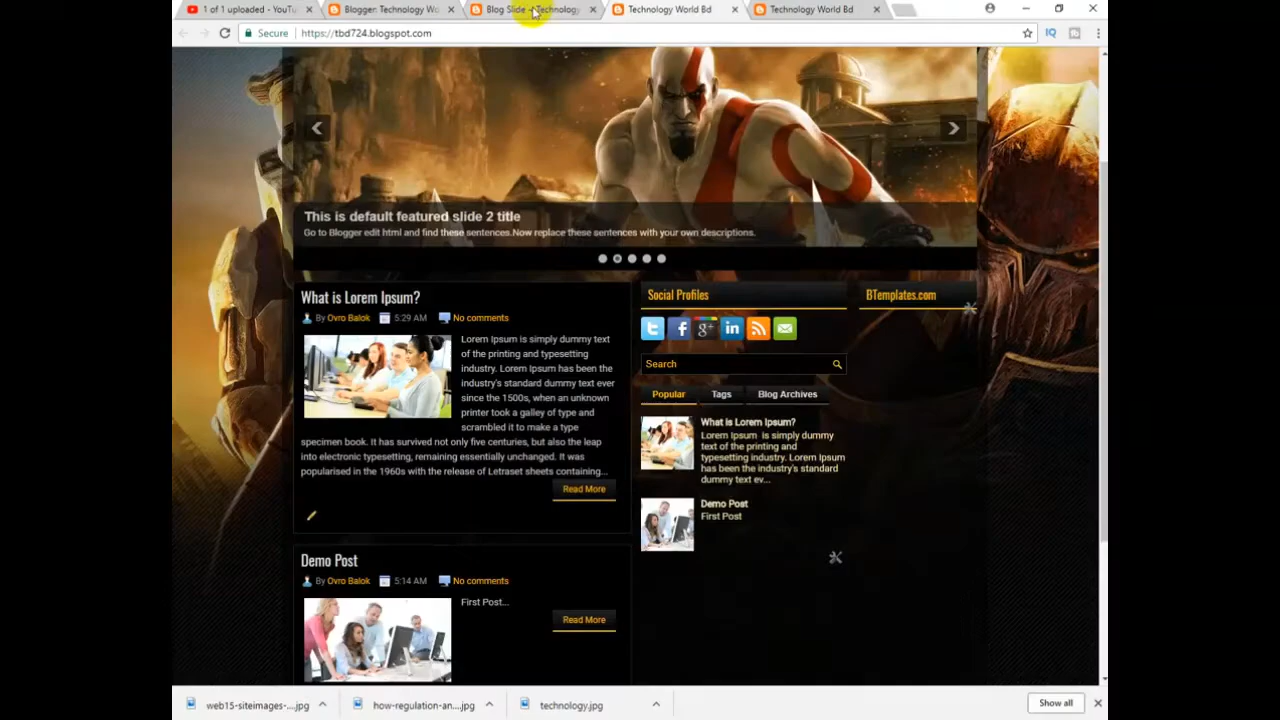 1 of 1 uploaded - YouTu
Blogger: Technology Wo
Blog Slide - Technology
Technology World Bd
Technology World Bd
Secure
https://tbd724.blogspot.com
This is default featured slide 2 title
Go to Blogger edit html and find these sentences.Now replace these sentences with your own descriptions.
What is Lorem Ipsum?
By Ovro Balok 5:29 AM No comments
Lorem Ipsum is simply dummy text
of the printing and typesetting
industry. Lorem Ipsum has been the
industry's standard dummy text ever
since the 1500s, when an unknown
printer took a galley of type and
scrambled it to make a type
specimen book. It has survived not only five centuries, but also the leap
into electronic typesetting, remaining essentially unchanged. It was
popularised in the 1960s with the release of Letraset sheets containing...
Read More
Demo Post
By Ovro Balok 5:14 AM No comments
First Post...
Read More
Social Profiles
Search
Popular Tags Blog Archives
What is Lorem Ipsum?
Lorem Ipsum is simply dummy
text of the printing and
typesetting industry. Lorem Ipsum
has been the industry's standard
dummy text ev...
Demo Post
First Post
BTemplates.com
web15-siteimages-....jpg
how-regulation-an....jpg
technology.jpg
Show all